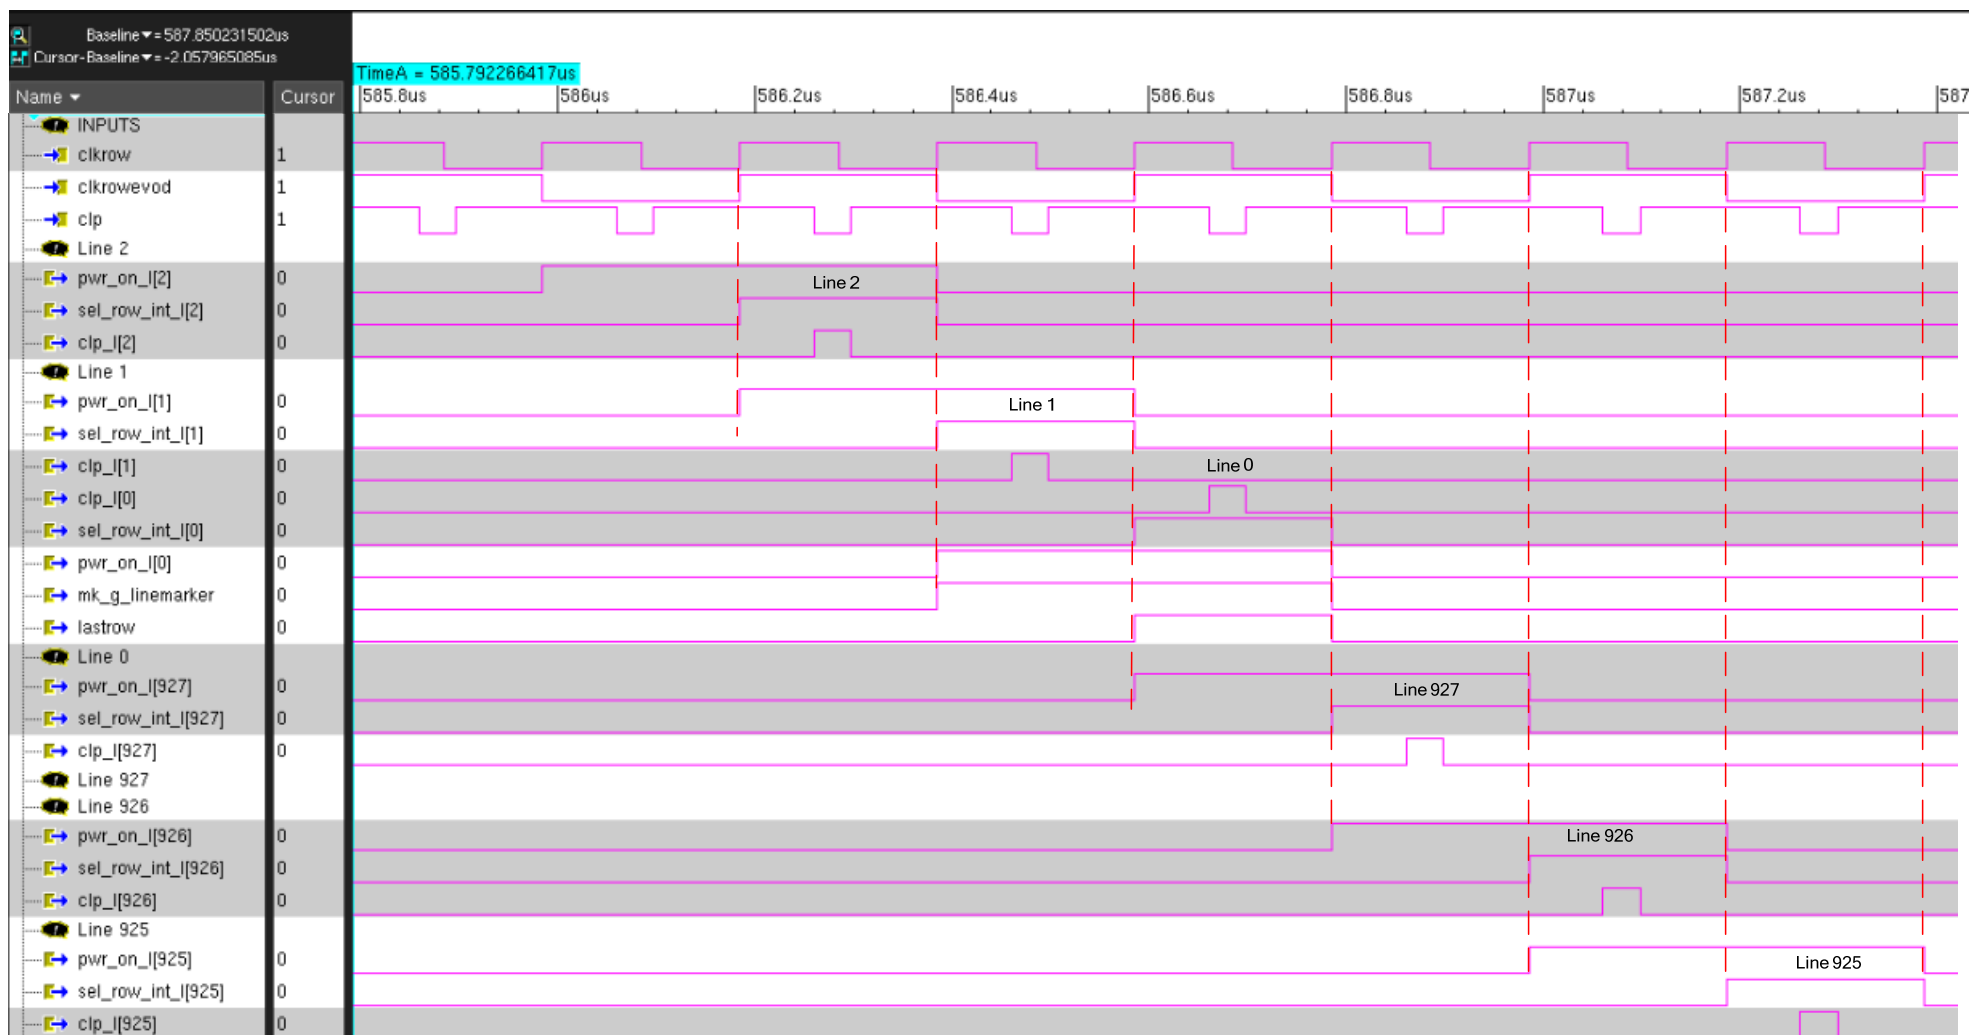 Baseline▼=587.850231502us
Cursor-Baseline▼=-2.057965085us
TimeA = 585.792266417us
Name Cursor 585.8us 586us 586.2us 586.4us 586.6us 586.8us 587us 587.2us 587
INPUTS
clkrow 1
clkrowevod 1
clp 1
Line 2
pwr_on_l[2] 0
Line 2
sel_row_int_l[2] 0
clp_l[2] 0
Line 1
pwr_on_l[1] 0
Line 1
sel_row_int_l[1] 0
clp_l[1] 0
Line 0
clp_l[0] 0
sel_row_int_l[0] 0
pwr_on_l[0] 0
mk_g_linemarker 0
lastrow 0
Line 0
pwr_on_l[927] 0
Line 927
sel_row_int_l[927] 0
clp_l[927] 0
Line 927
Line 926
pwr_on_l[926] 0
Line 926
sel_row_int_l[926] 0
clp_l[926] 0
Line 925
pwr_on_l[925] 0
Line 925
sel_row_int_l[925] 0
clp_l[925] 0